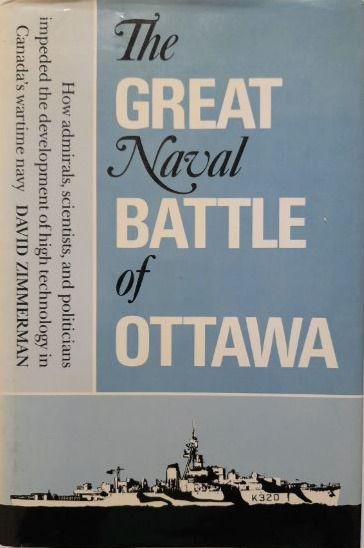 The
GREAT
Naval
BATTLE
of
OTTAWA
How admirals, scientists, and politicians
impeded the development of high technology in
Canada's wartime navy DAVID ZIMMERMAN
K320